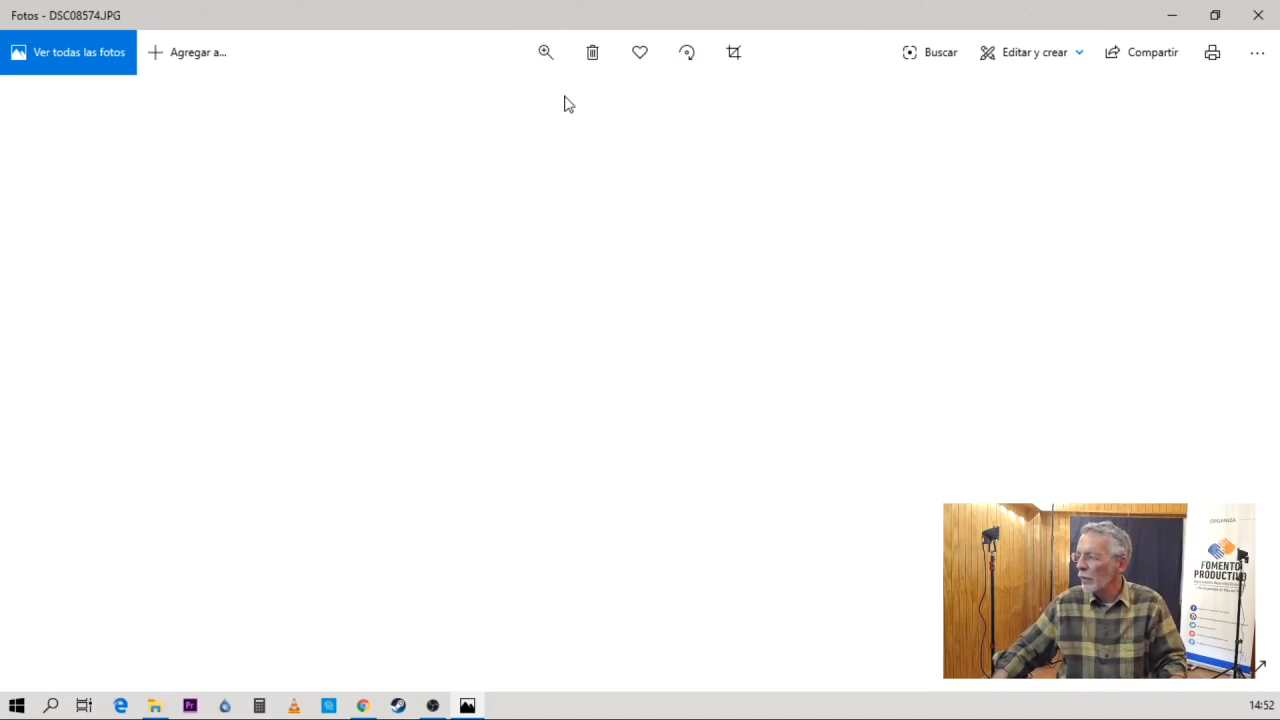 Fotos - DSC08574.JPG
Ver todas las fotos
Agregar a...
Buscar
Editar y crear
Compartir
ORGANIZA
FOMENTO
PRODUCTIVO
14:52